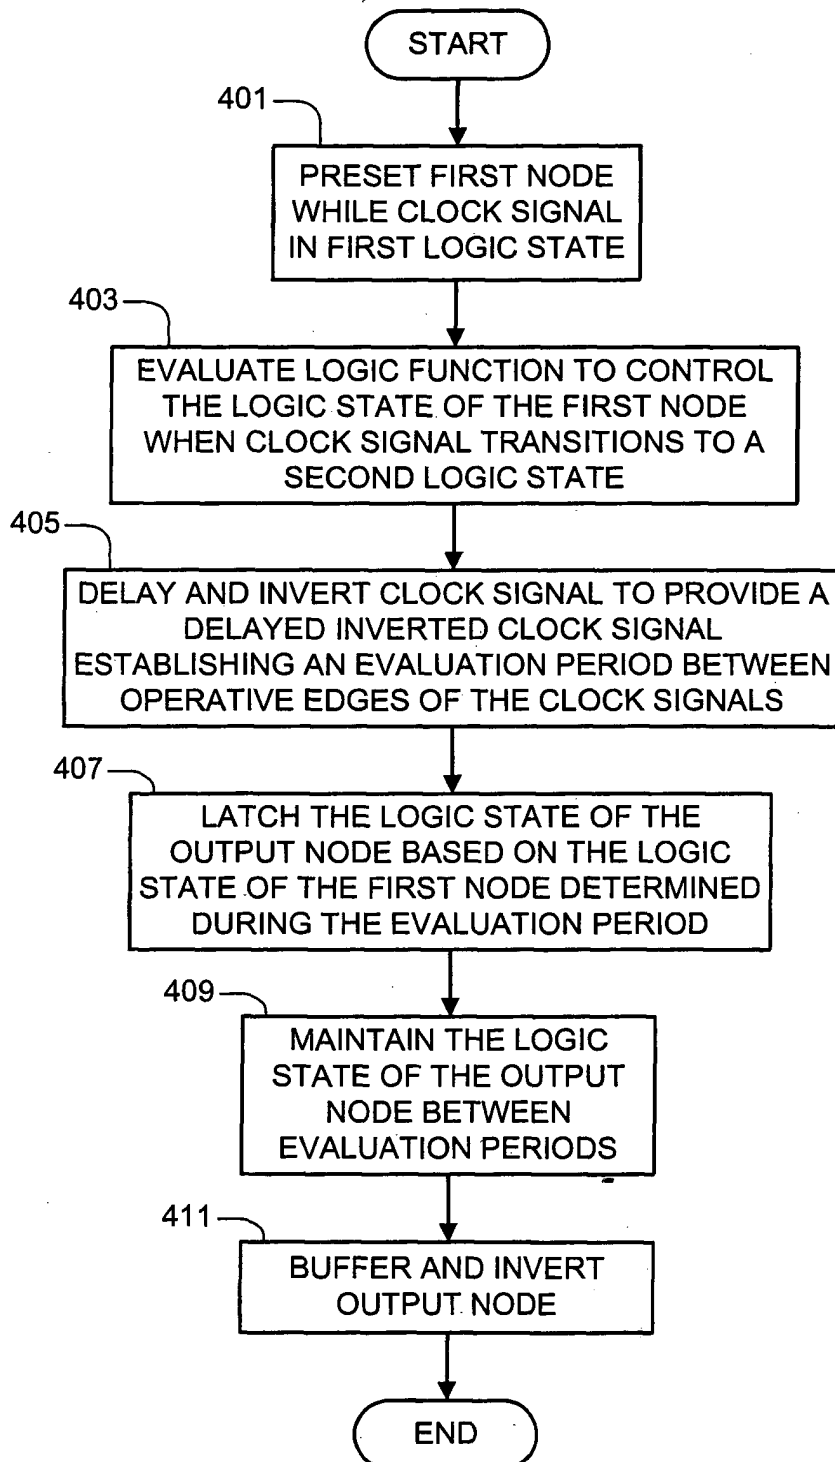 START
401
PRESET FIRST NODE
WHILE CLOCK SIGNAL
IN FIRST LOGIC STATE
403
EVALUATE LOGIC FUNCTION TO CONTROL
THE LOGIC STATE OF THE FIRST NODE
WHEN CLOCK SIGNAL TRANSITIONS TO A
SECOND LOGIC STATE
405
DELAY AND INVERT CLOCK SIGNAL TO PROVIDE A
DELAYED INVERTED CLOCK SIGNAL
ESTABLISHING AN EVALUATION PERIOD BETWEEN
OPERATIVE EDGES OF THE CLOCK SIGNALS
407
LATCH THE LOGIC STATE OF THE
OUTPUT NODE BASED ON THE LOGIC
STATE OF THE FIRST NODE DETERMINED
DURING THE EVALUATION PERIOD
409
MAINTAIN THE LOGIC
STATE OF THE OUTPUT
NODE BETWEEN
EVALUATION PERIODS
411
BUFFER AND INVERT
OUTPUT NODE
END